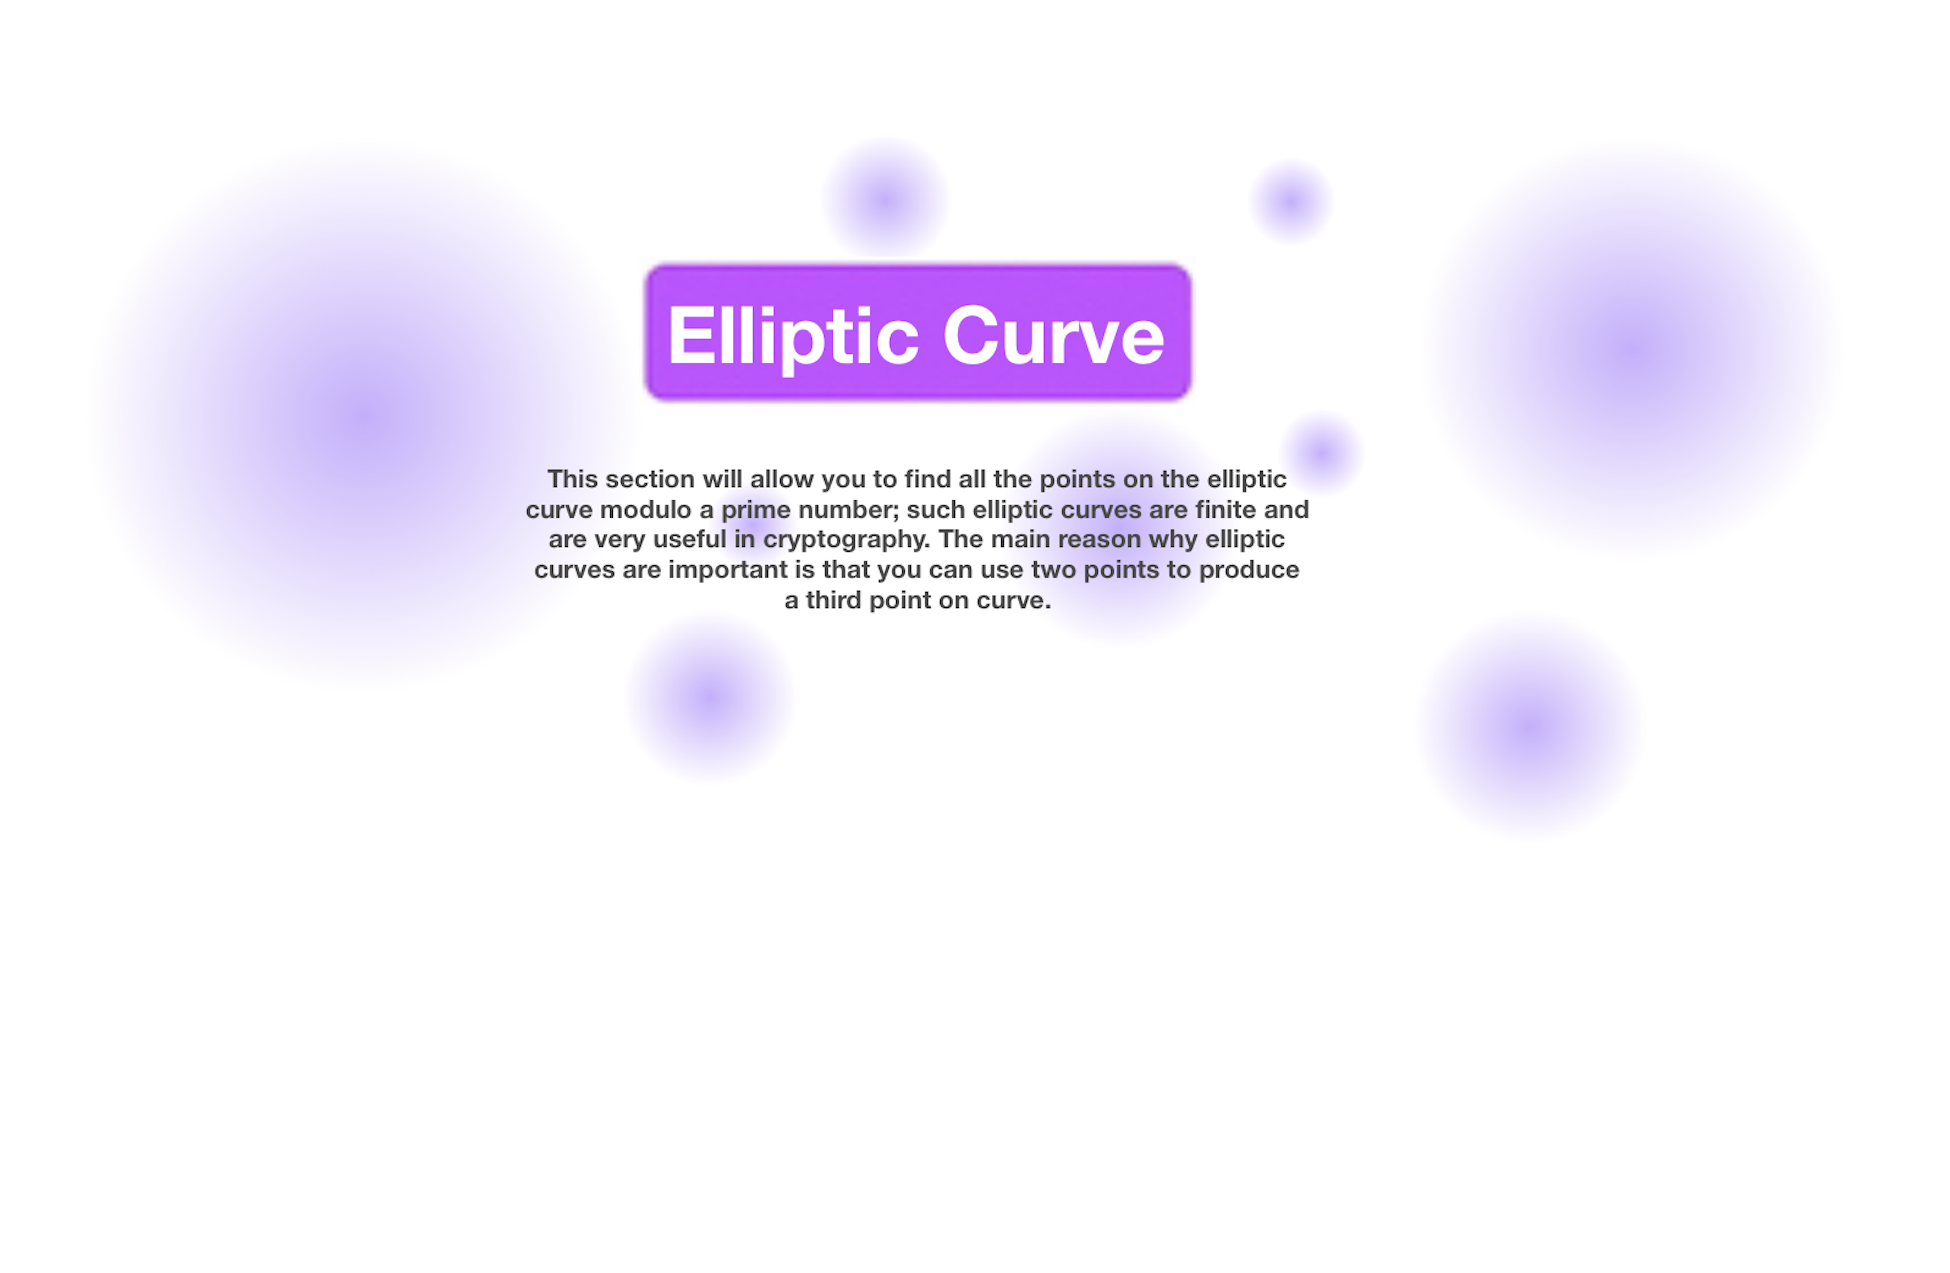 Elliptic Curve
This section will allow you to find all the points on the elliptic
curve modulo a prime number; such elliptic curves are finite and
are very useful in cryptography. The main reason why elliptic
curves are important is that you can use two points to produce
a third point on curve.